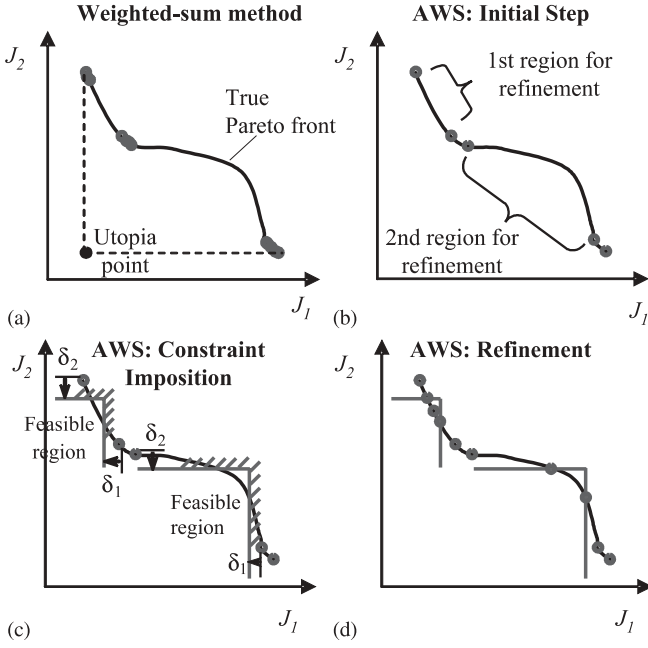 Weighted-sum method
J2
True
Pareto front
Utopia
point
J1
(a)
AWS: Initial Step
J2
1st region for
refinement
2nd region for
refinement
J1
(b)
AWS: Constraint
Imposition
J2
δ2
Feasible
region
δ1
δ2
Feasible
region
δ1
J1
(c)
AWS: Refinement
J2
J1
(d)